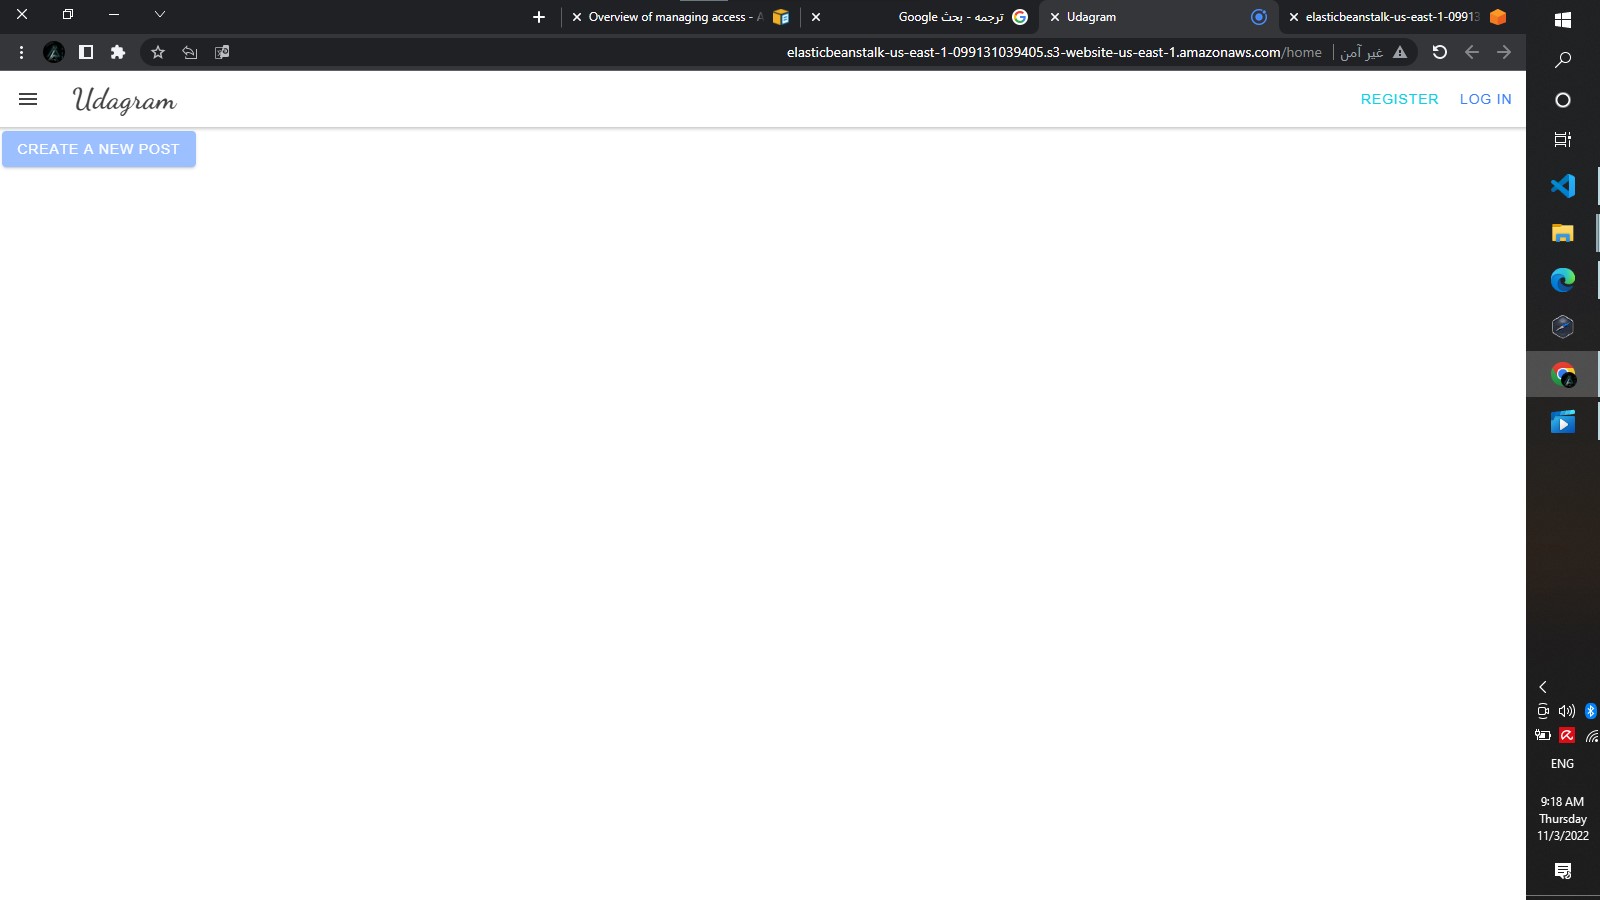 Overview of managing access - A
ترجمه - بحث Google
Udagram
elasticbeanstalk-us-east-1-09913
elasticbeanstalk-us-east-1-099131039405.s3-website-us-east-1.amazonaws.com/home
غير آمن
Udagram
REGISTER
LOG IN
CREATE A NEW POST
ENG
9:18 AM
Thursday
11/3/2022